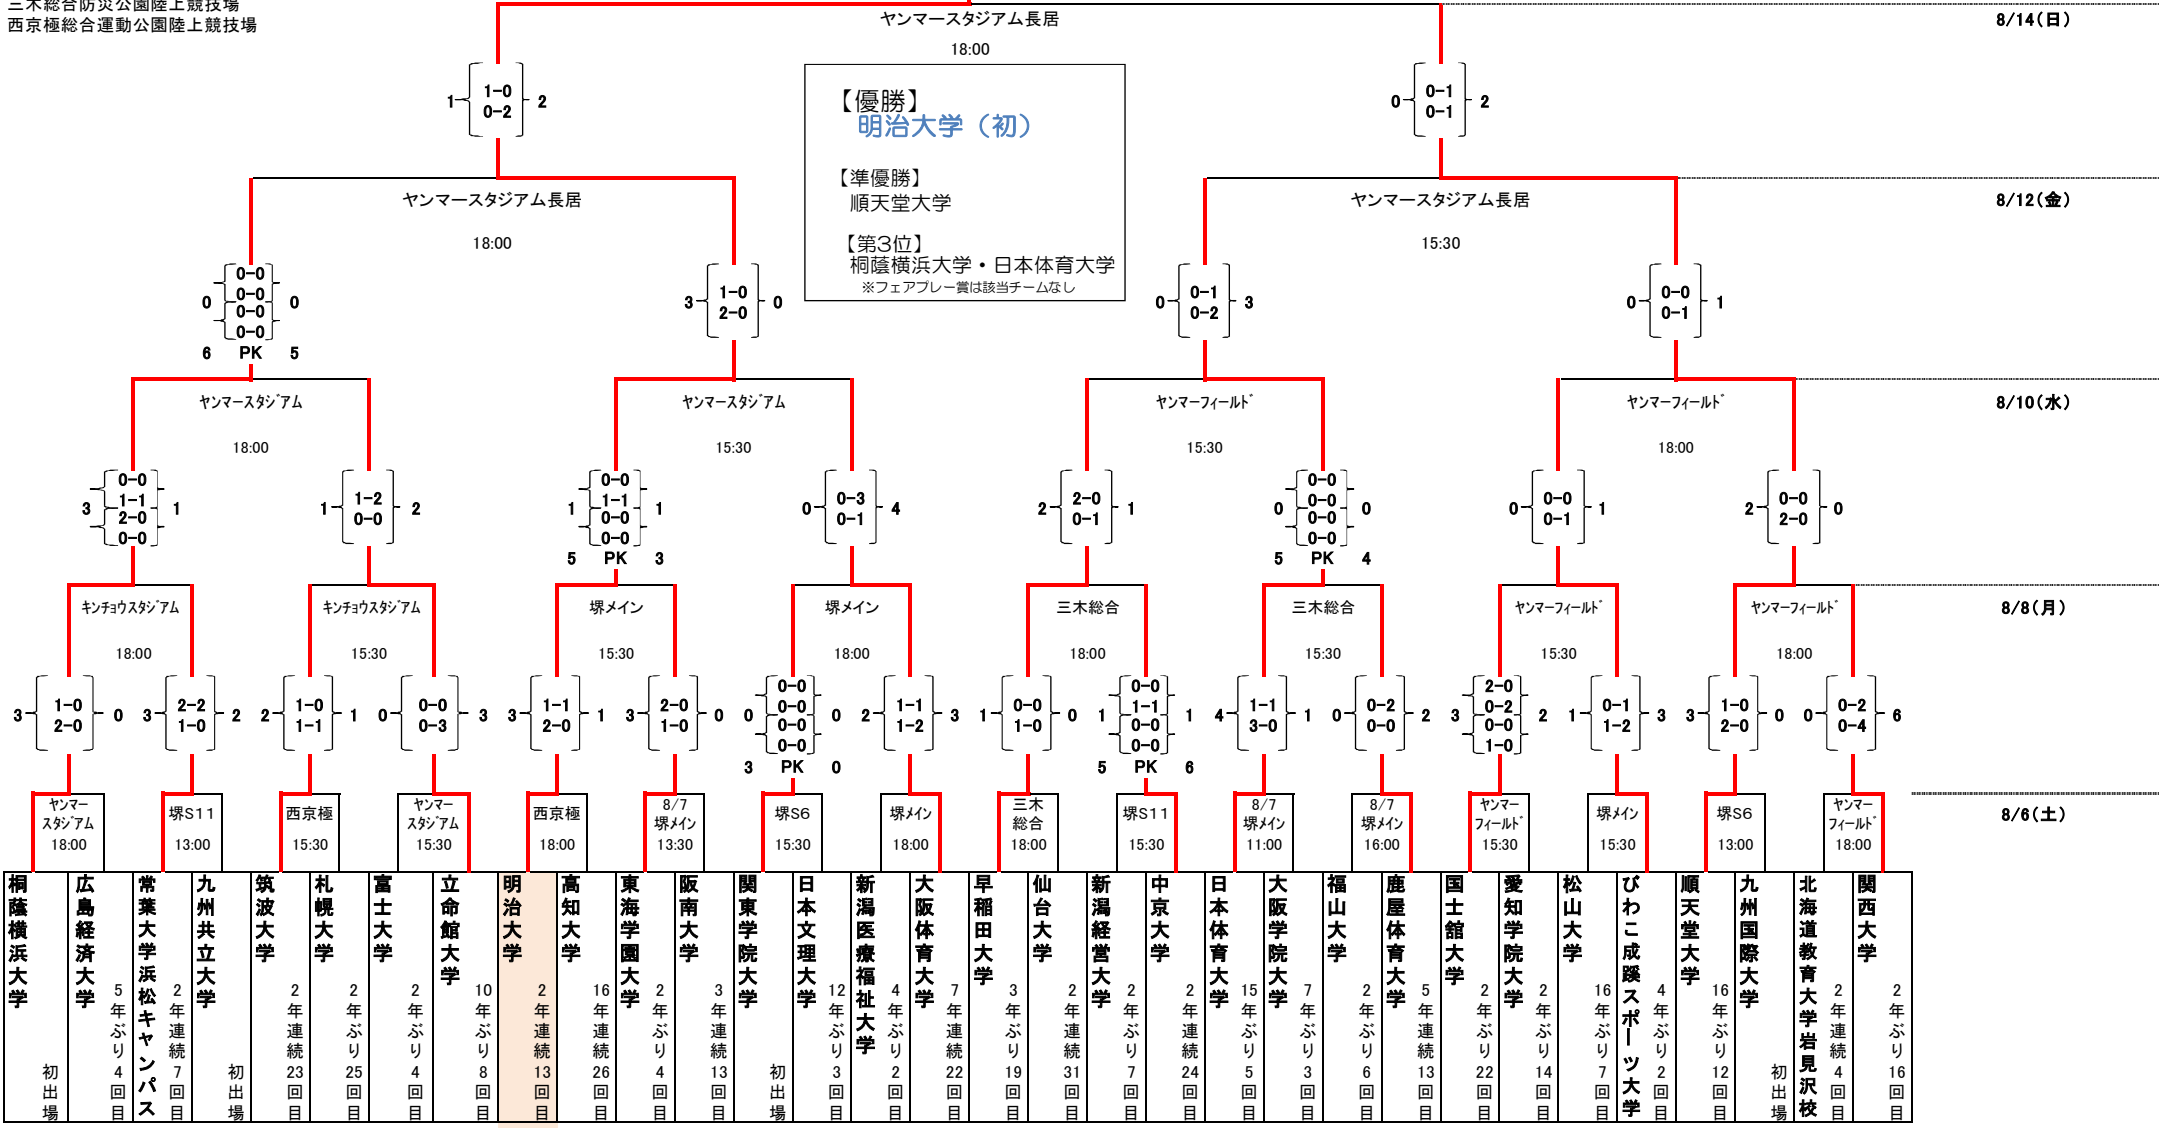 三木総合防災公園陸上競技場
西京極総合運動公園陸上競技場
ヤンマースタジアム長居
18:00
8/14(日)
1 1-0 0-2 2
0 0-1 0-1 2
【優勝】
明治大学（初）
【準優勝】
順天堂大学
【第3位】
桐蔭横浜大学・日本体育大学
※フェアプレー賞は該当チームなし
ヤンマースタジアム長居
18:00
ヤンマースタジアム長居
15:30
8/12(金)
0 0-0 0-0 0-0 0-0 0
6 PK 5
3 1-0 2-0 0
0 0-1 0-2 3
0 0-0 0-1 1
ヤンマースタジアム
18:00
ヤンマースタジアム
15:30
ヤンマーフィールド
15:30
ヤンマーフィールド
18:00
8/10(水)
3 0-0 1-1 2-0 0-0 1
1 1-2 0-0 2
1 0-0 1-1 0-0 0-0 1
5 PK 3
0 0-3 0-1 4
2 2-0 0-1 1
0 0-0 0-0 0-0 0-0 0
5 PK 4
0 0-0 0-1 1
2 0-0 2-0 0
キンチョウスタジアム
18:00
キンチョウスタジアム
15:30
堺メイン
15:30
堺メイン
18:00
三木総合
18:00
三木総合
15:30
ヤンマーフィールド
15:30
ヤンマーフィールド
18:00
8/8(月)
3 1-0 2-0 0
3 2-2 1-0 2
2 1-0 1-1 1
0 0-0 0-3 3
3 1-1 2-0 1
3 2-0 1-0 0
0 0-0 0-0 0-0 0-0 0
3 PK 0
2 1-1 1-2 3
1 0-0 1-0 0
1 0-0 1-1 0-0 0-0 1
5 PK 6
4 1-1 3-0 1
0 0-2 0-0 2
3 2-0 0-2 0-0 1-0 2
1 0-1 1-2 3
3 1-0 2-0 0
0 0-2 0-4 6
ヤンマー
スタジアム
18:00
堺S11
13:00
西京極
15:30
ヤンマー
スタジアム
15:30
西京極
18:00
8/7
堺メイン
13:30
堺S6
15:30
堺メイン
18:00
三木
総合
18:00
堺S11
15:30
8/7
堺メイン
11:00
8/7
堺メイン
16:00
ヤンマー
フィールド
15:30
堺メイン
15:30
堺S6
13:00
ヤンマー
フィールド
18:00
8/6(土)
桐蔭横浜大学
初出場
広島経済大学
5年ぶり4回目
常葉大学浜松キャンパス
2年連続7回目
九州共立大学
初出場
筑波大学
2年連続23回目
札幌大学
2年ぶり25回目
富士大学
2年ぶり4回目
立命館大学
10年ぶり8回目
明治大学
2年連続13回目
高知大学
16年連続26回目
東海学園大学
2年ぶり4回目
阪南大学
3年連続13回目
関東学院大学
初出場
日本文理大学
12年ぶり3回目
新潟医療福祉大学
4年ぶり2回目
大阪体育大学
7年連続22回目
早稲田大学
3年ぶり19回目
仙台大学
2年連続31回目
新潟経営大学
2年ぶり7回目
中京大学
2年連続24回目
日本体育大学
15年ぶり5回目
大阪学院大学
7年ぶり3回目
福山大学
2年ぶり6回目
鹿屋体育大学
5年連続13回目
国士舘大学
2年ぶり22回目
愛知学院大学
2年ぶり14回目
松山大学
16年ぶり7回目
びわこ成蹊スポーツ大学
4年ぶり2回目
順天堂大学
16年ぶり12回目
九州国際大学
初出場
北海道教育大学岩見沢校
2年連続4回目
関西大学
2年ぶり16回目